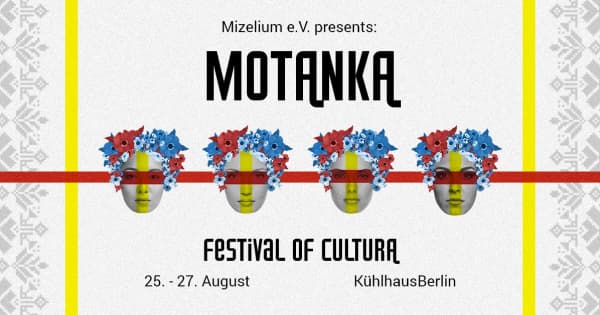 Mizelium e.V. presents:
MOTANKA
FESTIVAL OF CULTURA
25. - 27. August
KühlhausBerlin